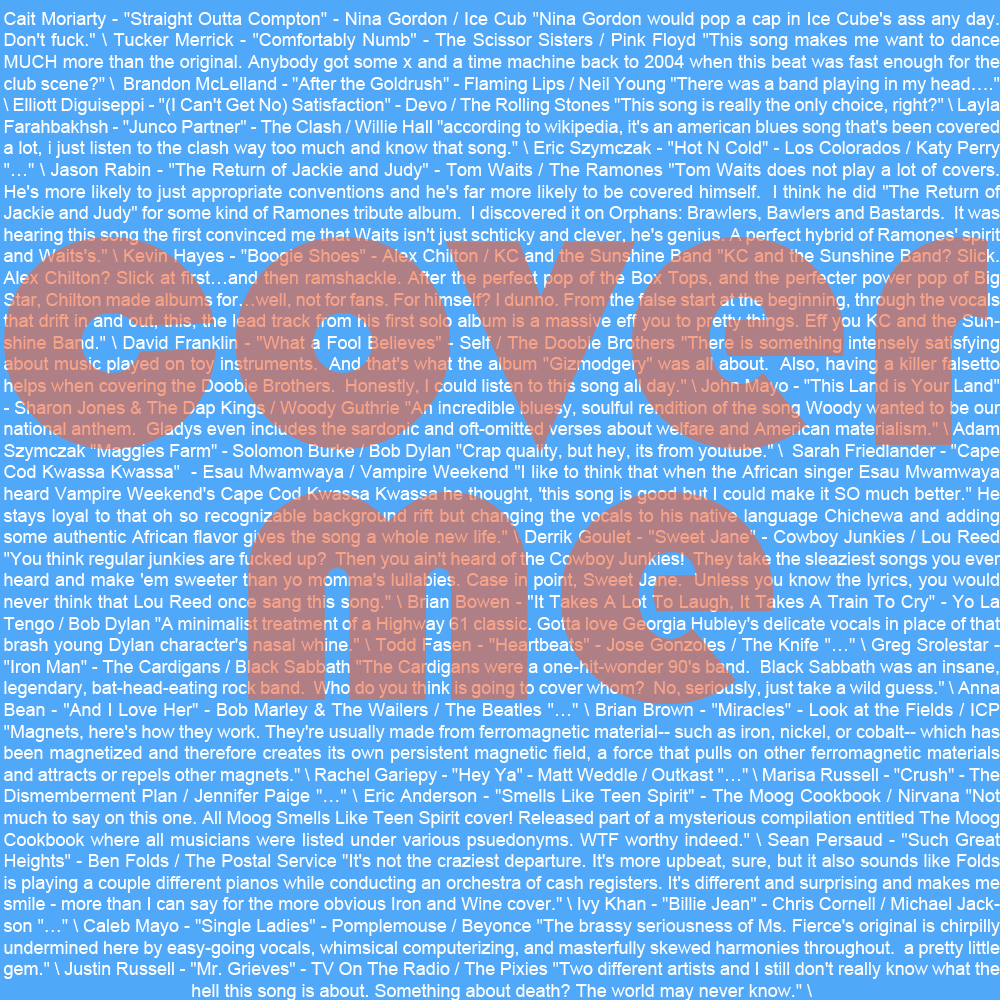 Cait Moriarty - "Straight Outta Compton" - Nina Gordon / Ice Cub "Nina Gordon would pop a cap in Ice Cube's ass any day.
Don't fuck." \ Tucker Merrick - "Comfortably Numb" - The Scissor Sisters / Pink Floyd "This song makes me want to dance
MUCH more than the original. Anybody got some x and a time machine back to 2004 when this beat was fast enough for the
club scene?" \ Brandon McLelland - "After the Goldrush" - Flaming Lips / Neil Young "There was a band playing in my head…."
\ Elliott Diguiseppi - "(I Can't Get No) Satisfaction" - Devo / The Rolling Stones "This song is really the only choice, right?" \ Layla
Farahbakhsh - "Junco Partner" - The Clash / Willie Hall "according to wikipedia, it's an american blues song that's been covered
a lot, i just listen to the clash way too much and know that song." \ Eric Szymczak - "Hot N Cold" - Los Colorados / Katy Perry
"…" \ Jason Rabin - "The Return of Jackie and Judy" - Tom Waits / The Ramones "Tom Waits does not play a lot of covers.
He's more likely to just appropriate conventions and he's far more likely to be covered himself. I think he did "The Return of
Jackie and Judy" for some kind of Ramones tribute album. I discovered it on Orphans: Brawlers, Bawlers and Bastards. It was
hearing this song the first convinced me that Waits isn't just schticky and clever, he's genius. A perfect hybrid of Ramones' spirit
and Waits's." \ Kevin Hayes - "Boogie Shoes" - Alex Chilton / KC and the Sunshine Band "KC and the Sunshine Band? Slick.
Alex Chilton? Slick at first…and then ramshackle. After the perfect pop of the Box Tops, and the perfecter power pop of Big
Star, Chilton made albums for…well, not for fans. For himself? I dunno. From the false start at the beginning, through the vocals
that drift in and out, this, the lead track from his first solo album is a massive eff you to pretty things. Eff you KC and the Sun-
shine Band." \ David Franklin - "What a Fool Believes" - Self / The Doobie Brothers "There is something intensely satisfying
about music played on toy instruments. And that's what the album "Gizmodgery" was all about. Also, having a killer falsetto
helps when covering the Doobie Brothers. Honestly, I could listen to this song all day." \ John Mayo - "This Land is Your Land"
- Sharon Jones & The Dap Kings / Woody Guthrie "An incredible bluesy, soulful rendition of the song Woody wanted to be our
national anthem. Gladys even includes the sardonic and oft-omitted verses about welfare and American materialism." \ Adam
Szymczak "Maggies Farm" - Solomon Burke / Bob Dylan "Crap quality, but hey, its from youtube." \ Sarah Friedlander - "Cape
Cod Kwassa Kwassa" - Esau Mwamwaya / Vampire Weekend "I like to think that when the African singer Esau Mwamwaya
heard Vampire Weekend's Cape Cod Kwassa Kwassa he thought, 'this song is good but I could make it SO much better." He
stays loyal to that oh so recognizable background rift but changing the vocals to his native language Chichewa and adding
some authentic African flavor gives the song a whole new life." \ Derrik Goulet - "Sweet Jane" - Cowboy Junkies / Lou Reed
"You think regular junkies are fucked up? Then you ain't heard of the Cowboy Junkies! They take the sleaziest songs you ever
heard and make 'em sweeter than yo momma's lullabies. Case in point, Sweet Jane. Unless you know the lyrics, you would
never think that Lou Reed once sang this song." \ Brian Bowen - "It Takes A Lot To Laugh, It Takes A Train To Cry" - Yo La
Tengo / Bob Dylan "A minimalist treatment of a Highway 61 classic. Gotta love Georgia Hubley's delicate vocals in place of that
brash young Dylan character's nasal whine." \ Todd Fasen - "Heartbeats" - Jose Gonzoles / The Knife "…" \ Greg Srolestar -
"Iron Man" - The Cardigans / Black Sabbath "The Cardigans were a one-hit-wonder 90's band. Black Sabbath was an insane,
legendary, bat-head-eating rock band. Who do you think is going to cover whom? No, seriously, just take a wild guess." \ Anna
Bean - "And I Love Her" - Bob Marley & The Wailers / The Beatles "…" \ Brian Brown - "Miracles" - Look at the Fields / ICP
"Magnets, here's how they work. They're usually made from ferromagnetic material-- such as iron, nickel, or cobalt-- which has
been magnetized and therefore creates its own persistent magnetic field, a force that pulls on other ferromagnetic materials
and attracts or repels other magnets." \ Rachel Gariepy - "Hey Ya" - Matt Weddle / Outkast "…" \ Marisa Russell - "Crush" - The
Dismemberment Plan / Jennifer Paige "…" \ Eric Anderson - "Smells Like Teen Spirit" - The Moog Cookbook / Nirvana "Not
much to say on this one. All Moog Smells Like Teen Spirit cover! Released part of a mysterious compilation entitled The Moog
Cookbook where all musicians were listed under various psuedonyms. WTF worthy indeed." \ Sean Persaud - "Such Great
Heights" - Ben Folds / The Postal Service "It's not the craziest departure. It's more upbeat, sure, but it also sounds like Folds
is playing a couple different pianos while conducting an orchestra of cash registers. It's different and surprising and makes me
smile - more than I can say for the more obvious Iron and Wine cover." \ Ivy Khan - "Billie Jean" - Chris Cornell / Michael Jack-
son "…" \ Caleb Mayo - "Single Ladies" - Pomplemouse / Beyonce "The brassy seriousness of Ms. Fierce's original is chirpilly
undermined here by easy-going vocals, whimsical computerizing, and masterfully skewed harmonies throughout. a pretty little
gem." \ Justin Russell - "Mr. Grieves" - TV On The Radio / The Pixies "Two different artists and I still don't really know what the
hell this song is about. Something about death? The world may never know." \
cover
me